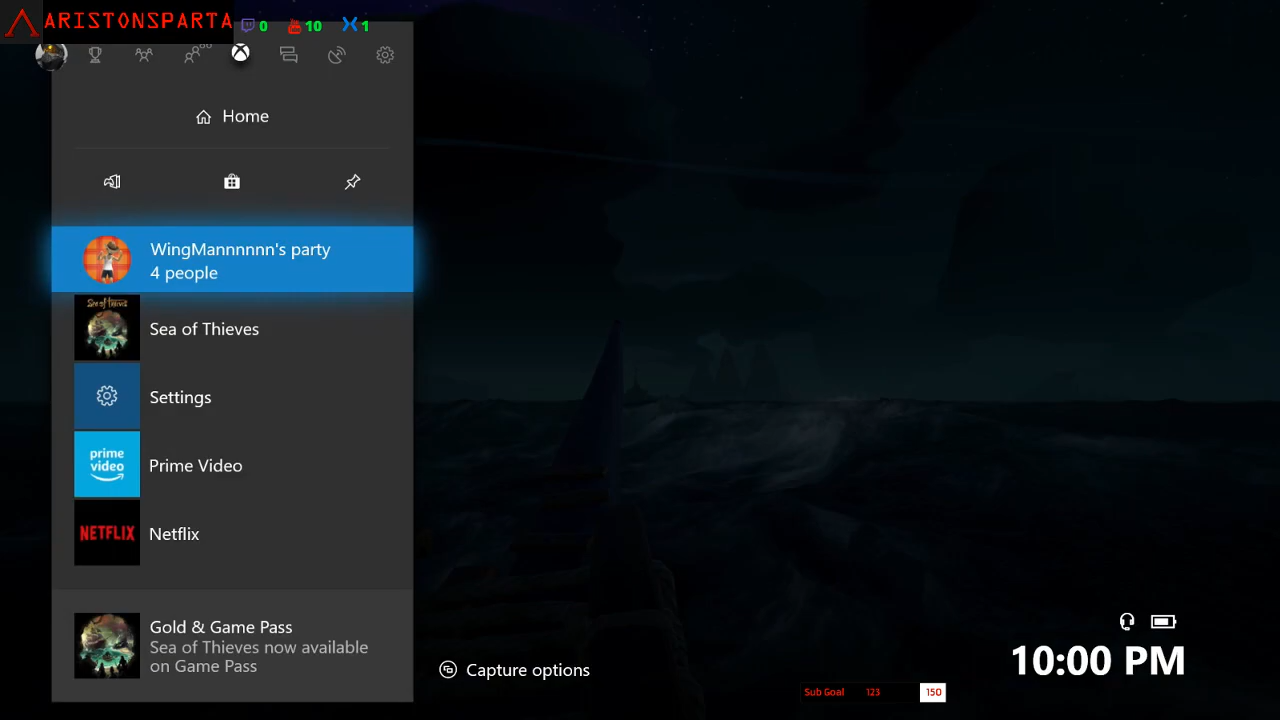 ARISTONSPARTA
0
10
1
Home
WingMannnnnn's party
4 people
Sea of Thieves
Sea of Thieves
Settings
prime
video
Prime Video
NETFLIX
Netflix
Gold & Game Pass
Sea of Thieves now available
on Game Pass
Capture options
10:00 PM
Sub Goal 123 150